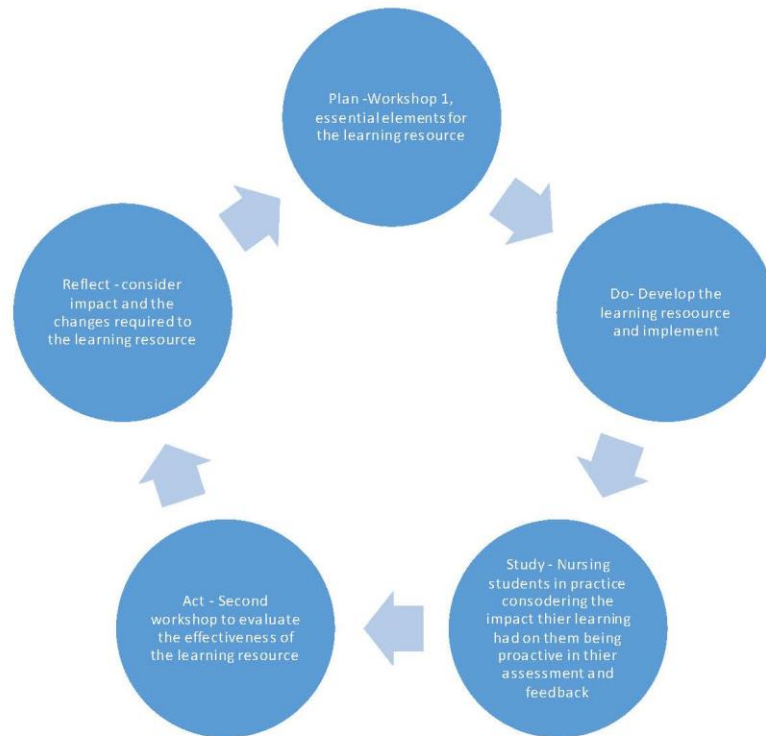 Plan -Workshop 1,
essential elements for
the learning resource
Do- Develop the
learning resoource
and implement
Study - Nursing
students in practice
consodering the
impact thier learning
had on them being
proactive in thier
assessment and
feedback
Act - Second
workshop to evaluate
the effectiveness of
the learning resource
Reflect - consider
impact and the
changes required to
the learning resource